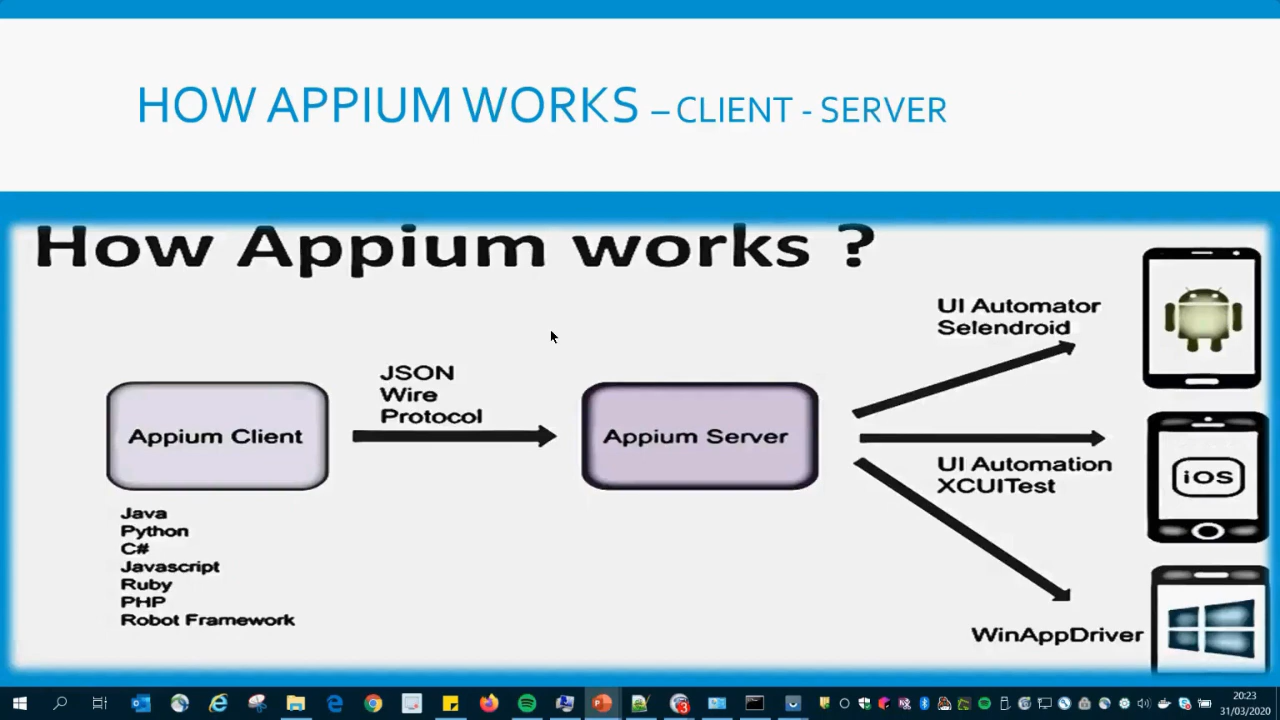 HOW APPIUM WORKS – CLIENT - SERVER
How Appium works ?
UI Automator
Selendroid
JSON
Wire
Protocol
Appium Client
Appium Server
UI Automation
XCUITest
iOS
Java
Python
C#
Javascript
Ruby
PHP
Robot Framework
WinAppDriver
20:23
31/03/2020